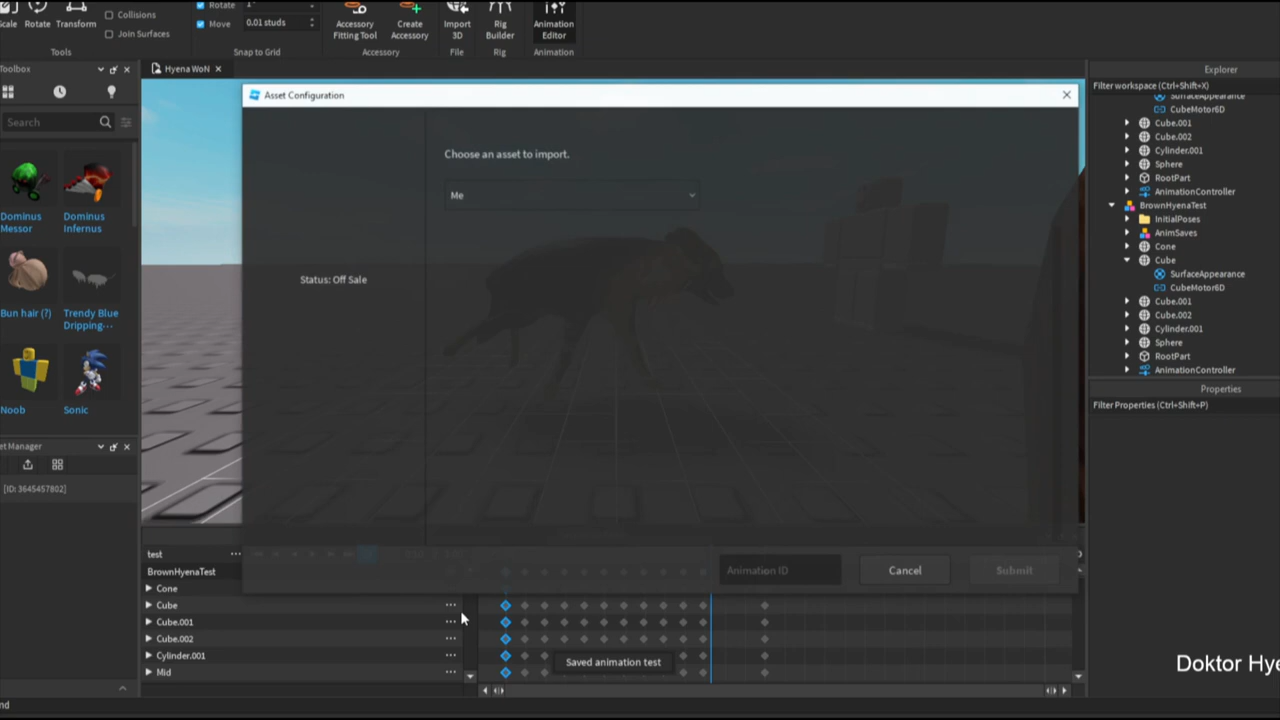 Scale
Rotate
Transform
Collisions
Join Surfaces
Tools
Rotate
1°
Move
0.01 studs
Snap to Grid
Accessory
Fitting Tool
Create
Accessory
Accessory
Import
3D
File
Rig
Builder
Rig
Animation
Editor
Animation
Toolbox
Search
Dominus
Messor
Dominus
Infernus
Bun hair (7)
Trendy Blue
Dripping...
Noob
Sonic
et Manager
[ID: 3645457802]
nd
Hyena WoN
Asset Configuration
Choose an asset to import.
Me
Status: Off Sale
Animation ID
Cancel
Submit
test
BrownHyenaTest
Cone
Cube
Cube.001
Cube.002
Cylinder.001
Mid
Saved animation test
Explorer
Filter workspace (Ctrl+Shift+X)
SurfaceAppearance
CubeMotor6D
Cube.001
Cube.002
Cylinder.001
Sphere
RootPart
AnimationController
BrownHyenaTest
InitialPoses
AnimSaves
Cone
Cube
SurfaceAppearance
CubeMotor6D
Cube.001
Cube.002
Cylinder.001
Sphere
RootPart
AnimationController
Properties
Filter Properties (Ctrl+Shift+P)
Doktor Hye